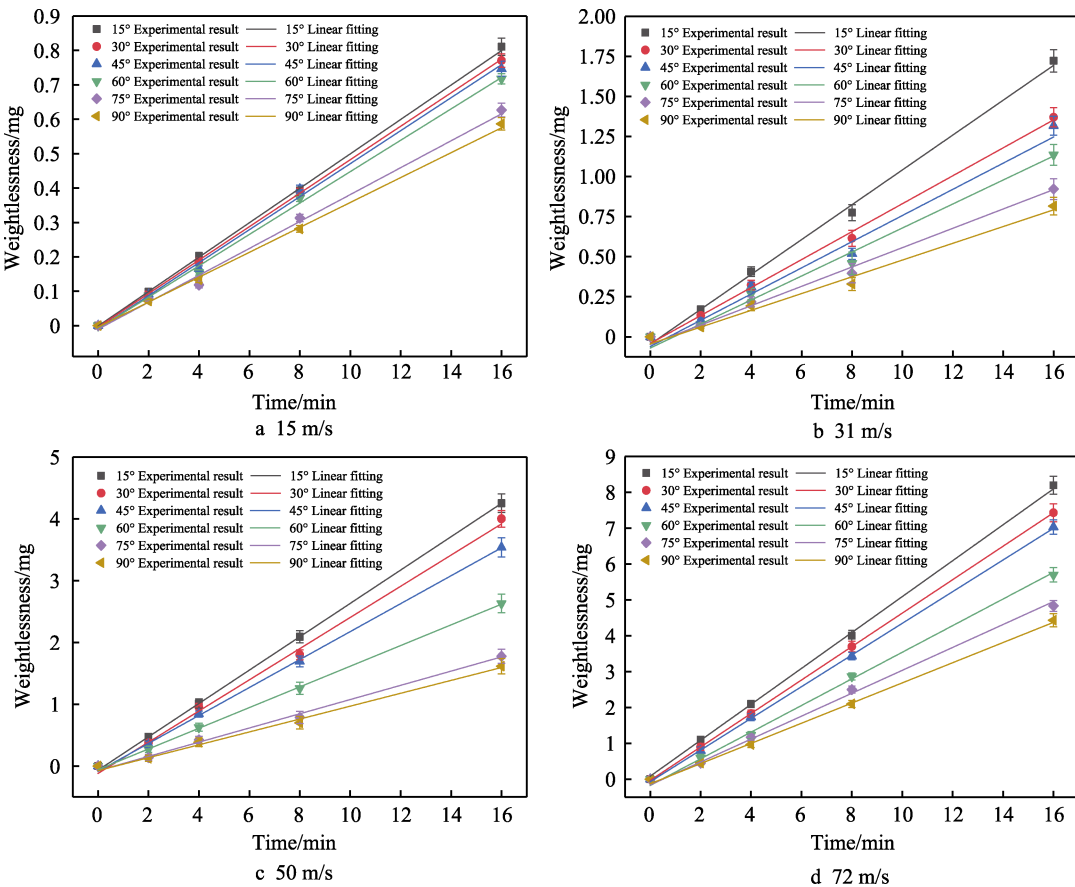 0.9
0.8
0.7
0.6
0.5
0.4
0.3
0.2
0.1
0
Weightlessness/mg
15° Experimental result 15° Linear fitting
30° Experimental result 30° Linear fitting
45° Experimental result 45° Linear fitting
60° Experimental result 60° Linear fitting
75° Experimental result 75° Linear fitting
90° Experimental result 90° Linear fitting
0 2 4 6 8 10 12 14 16
Time/min
a 15 m/s
2.00
1.75
1.50
1.25
1.00
0.75
0.50
0.25
0
Weightlessness/mg
15° Experimental result 15° Linear fitting
30° Experimental result 30° Linear fitting
45° Experimental result 45° Linear fitting
60° Experimental result 60° Linear fitting
75° Experimental result 75° Linear fitting
90° Experimental result 90° Linear fitting
0 2 4 6 8 10 12 14 16
Time/min
b 31 m/s
5
4
3
2
1
0
Weightlessness/mg
15° Experimental result 15° Linear fitting
30° Experimental result 30° Linear fitting
45° Experimental result 45° Linear fitting
60° Experimental result 60° Linear fitting
75° Experimental result 75° Linear fitting
90° Experimental result 90° Linear fitting
0 2 4 6 8 10 12 14 16
Time/min
c 50 m/s
9
8
7
6
5
4
3
2
1
0
Weightlessness/mg
15° Experimental result 15° Linear fitting
30° Experimental result 30° Linear fitting
45° Experimental result 45° Linear fitting
60° Experimental result 60° Linear fitting
75° Experimental result 75° Linear fitting
90° Experimental result 90° Linear fitting
0 2 4 6 8 10 12 14 16
Time/min
d 72 m/s